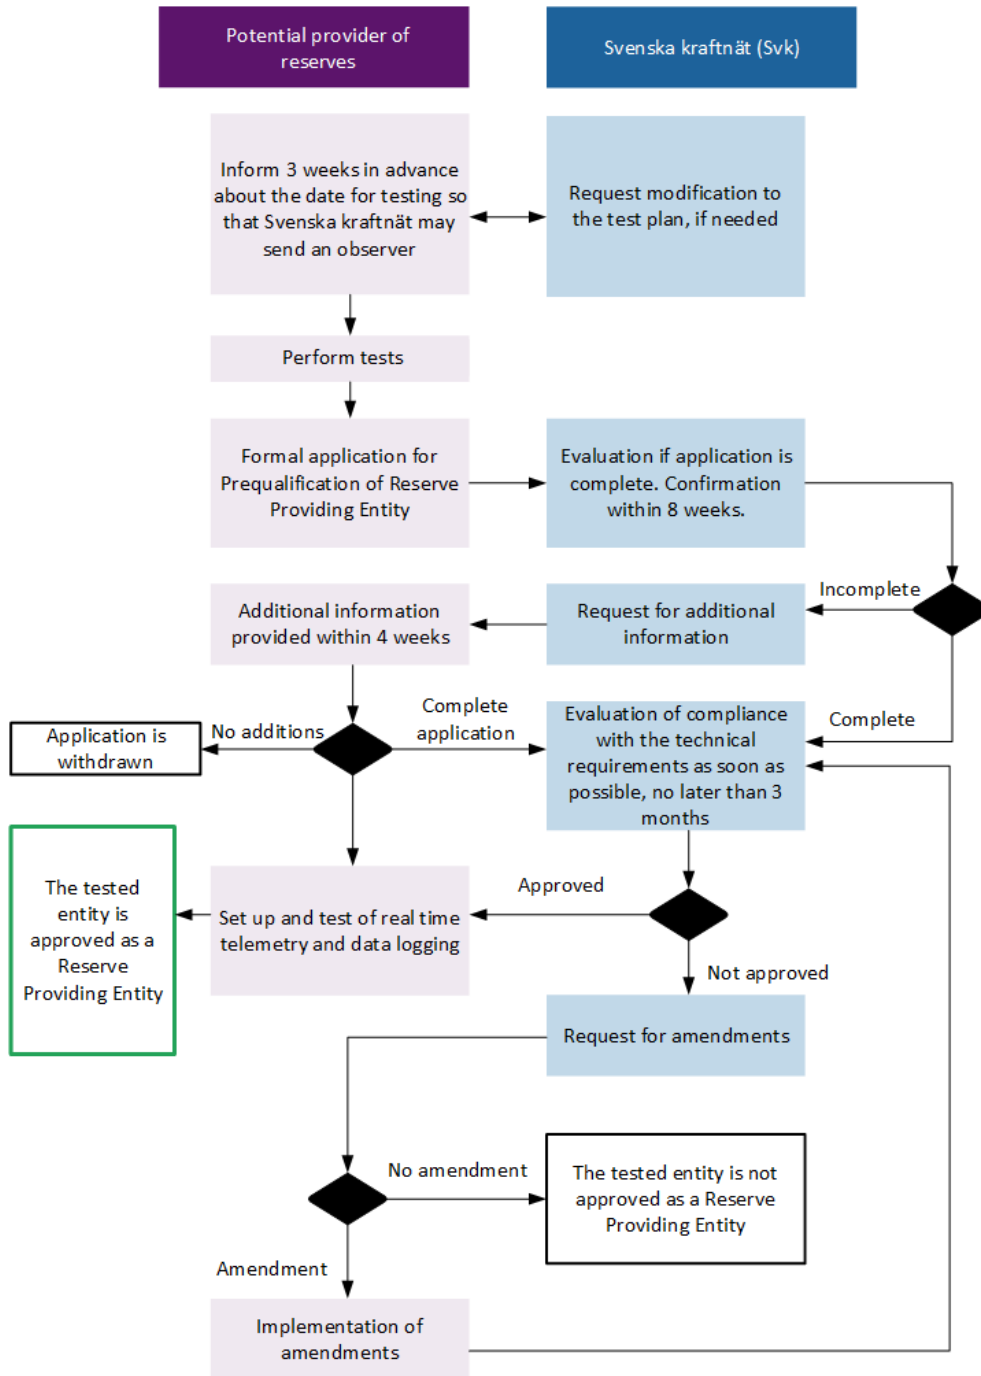 Potential provider of
reserves
Svenska kraftnät (Svk)
Inform 3 weeks in advance
about the date for testing so
that Svenska kraftnät may
send an observer
Request modification to
the test plan, if needed
Perform tests
Formal application for
Prequalification of Reserve
Providing Entity
Evaluation if application is
complete. Confirmation
within 8 weeks.
Incomplete
Additional information
provided within 4 weeks
Request for additional
information
Complete
No additions
Complete
application
Application is
withdrawn
Evaluation of compliance
with the technical
requirements as soon as
possible, no later than 3
months
The tested
entity is
approved as a
Reserve
Providing Entity
Set up and test of real time
telemetry and data logging
Approved
Not approved
Request for amendments
No amendment
The tested entity is not
approved as a Reserve
Providing Entity
Amendment
Implementation of
amendments